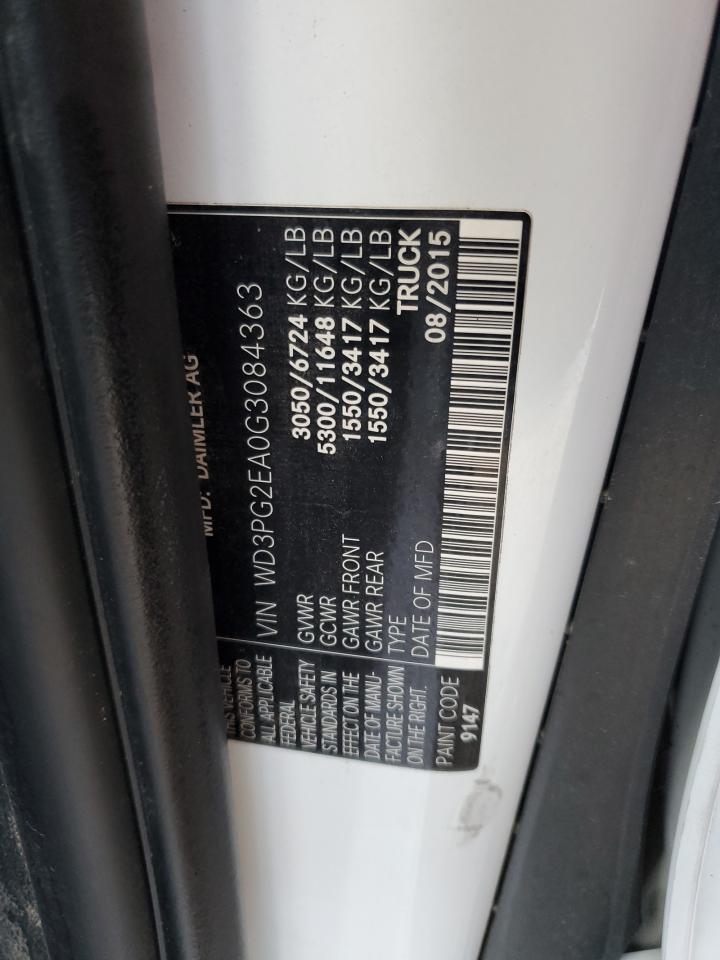 MFD. DAIMLER AG
VIN WD3PG2EA0G3084363
GVWR 3050/6724 KG/LB
GCWR 5300/11648 KG/LB
GAWR FRONT 1550/3417 KG/LB
GAWR REAR 1550/3417 KG/LB
TYPE TRUCK
DATE OF MFD 08/2015
THIS VEHICLE
CONFORMS TO
ALL APPLICABLE
FEDERAL
VEHICLE SAFETY
STANDARDS IN
EFFECT ON THE
DATE OF MANU-
FACTURE SHOWN
ON THE RIGHT.
PAINT CODE
9147